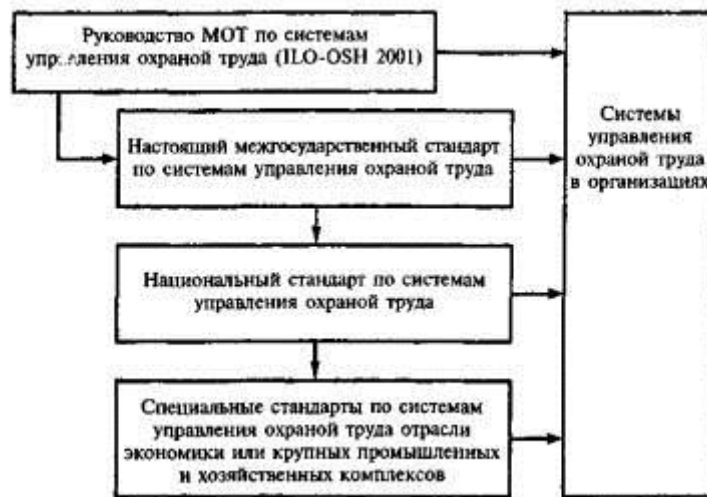 Руководство МОТ по системам
управления охраной труда (ILO-OSH 2001)
Настоящий межгосударственный стандарт
по системам управления охраной труда
Системы
управления
охраной труда
в организациях
Национальный стандарт по системам
управления охраной труда
Специальные стандарты по системам
управления охраной труда отрасли
экономики или крупных промышленных
и хозяйственных комплексов